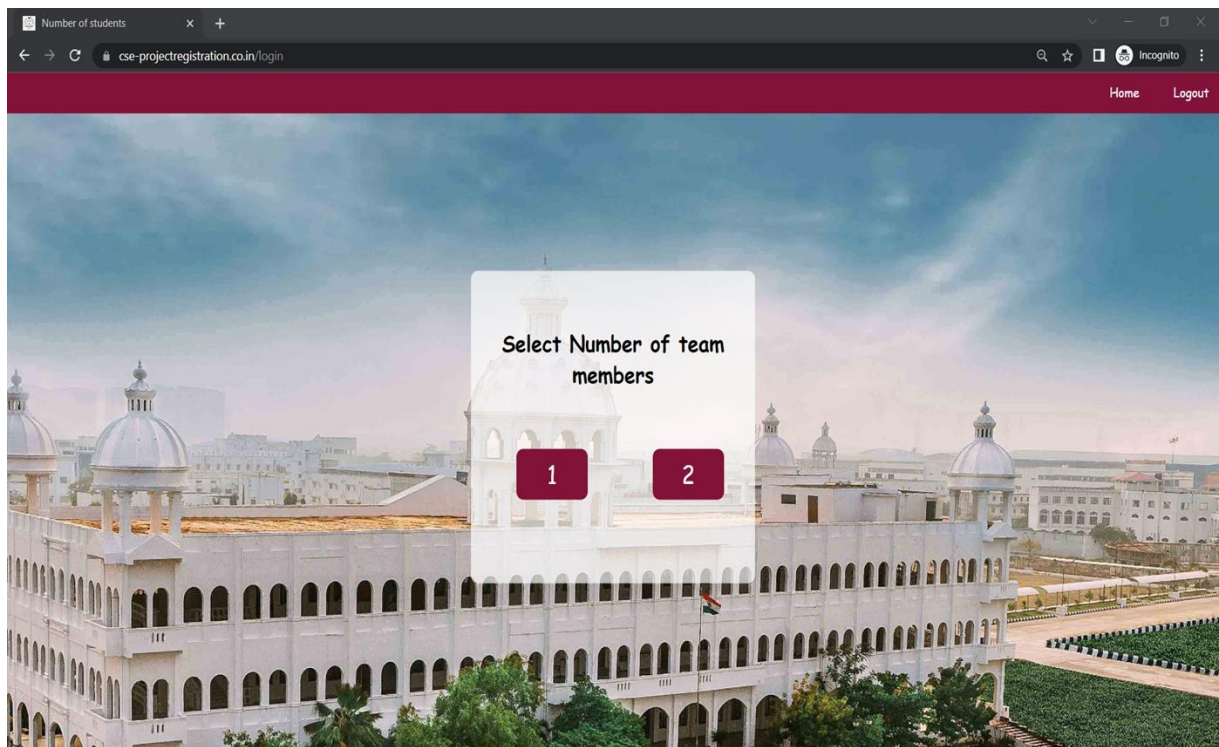 Number of students
cse-projectregistration.co.in/login
Incognito
Home Logout
Select Number of team
members
1 2